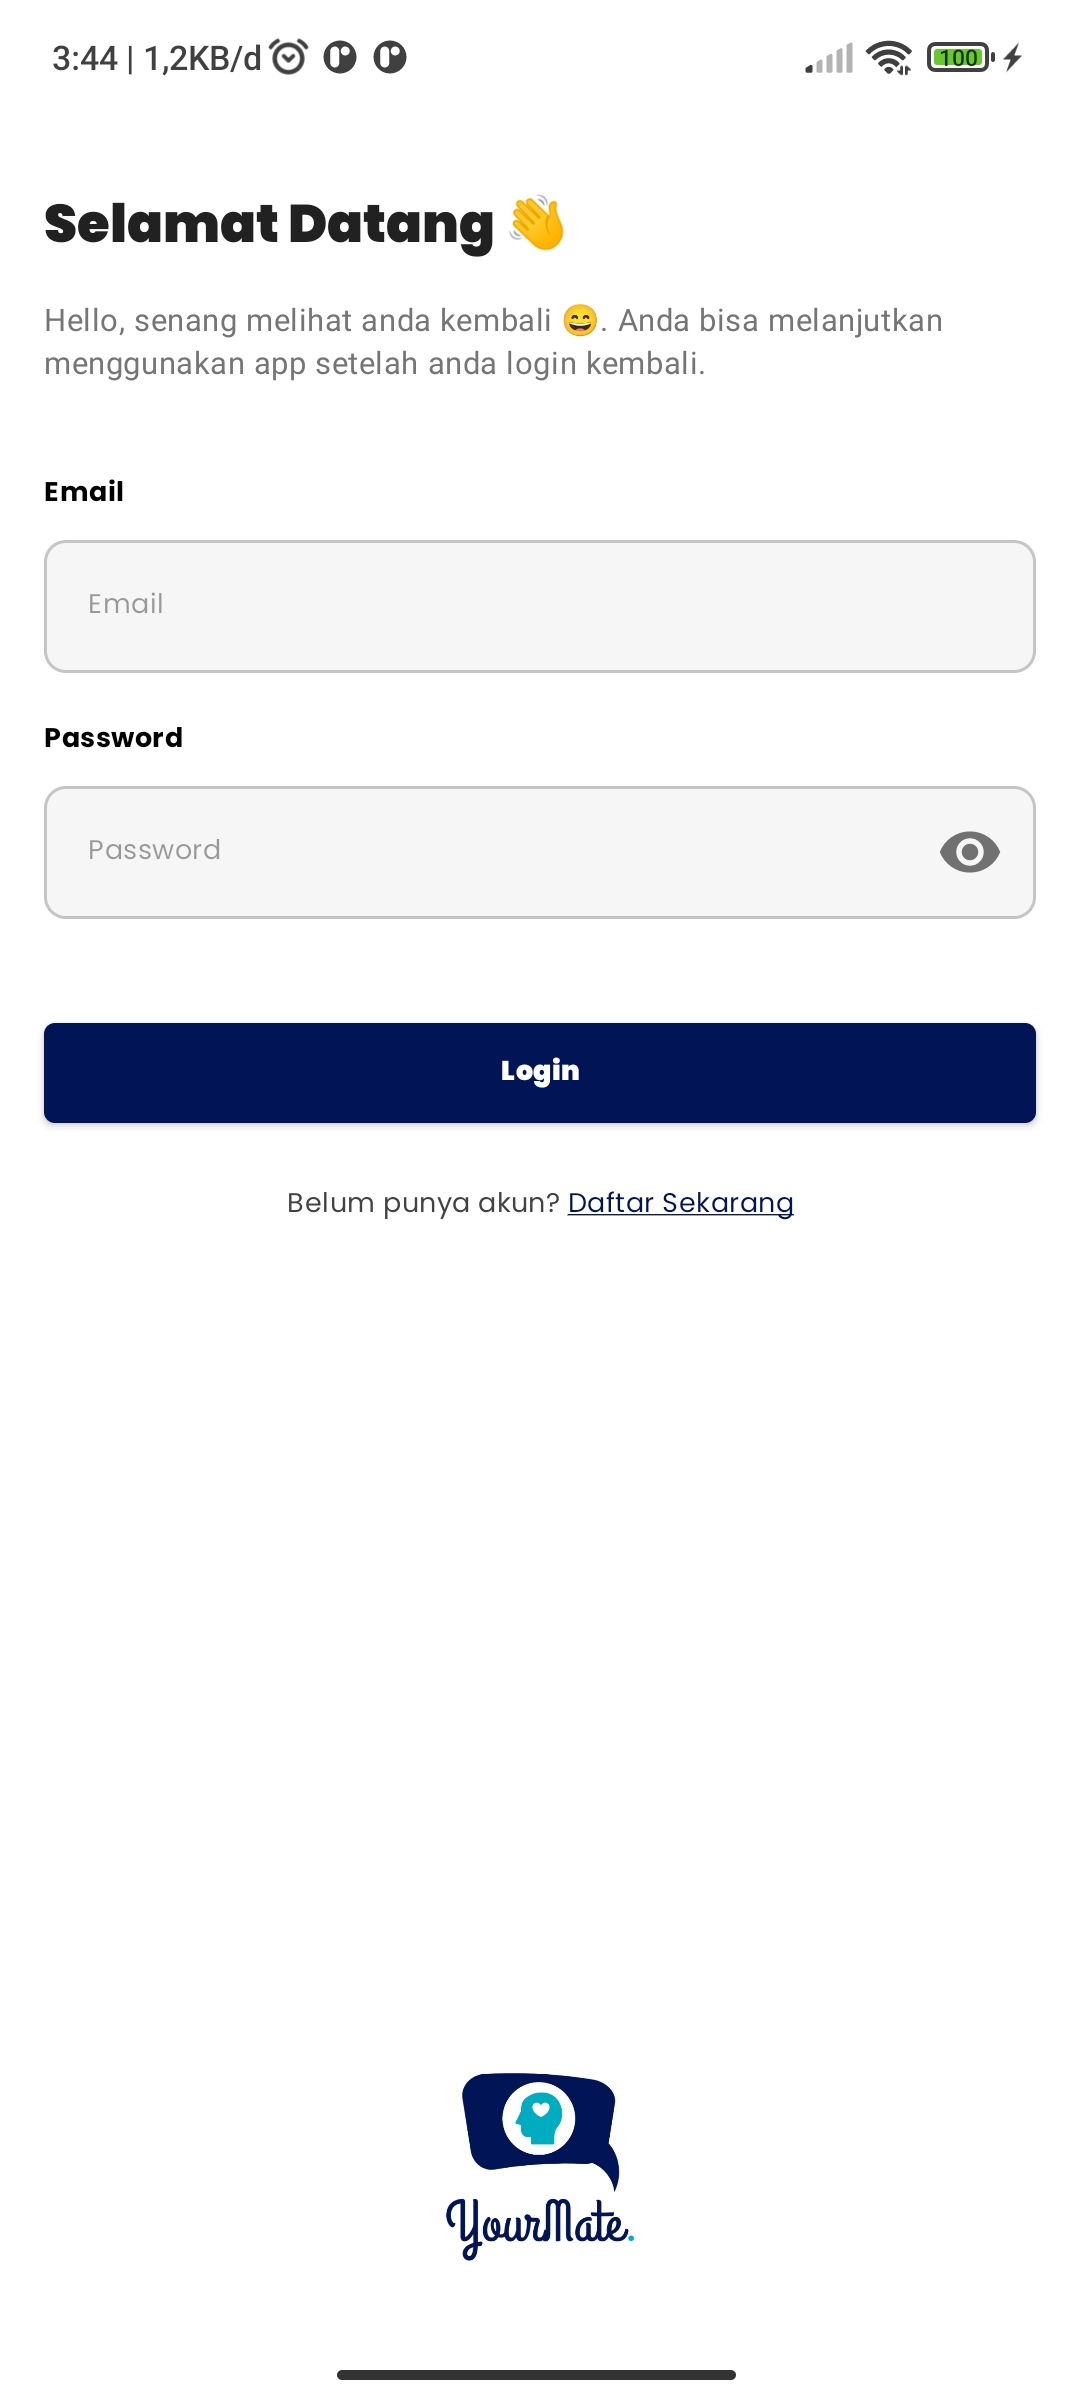 3:44 | 1,2KB/d
100
Selamat Datang 👋
Hello, senang melihat anda kembali 😄. Anda bisa melanjutkan
menggunakan app setelah anda login kembali.
Email
Email
Password
Password
Login
Belum punya akun? Daftar Sekarang
YourMate.